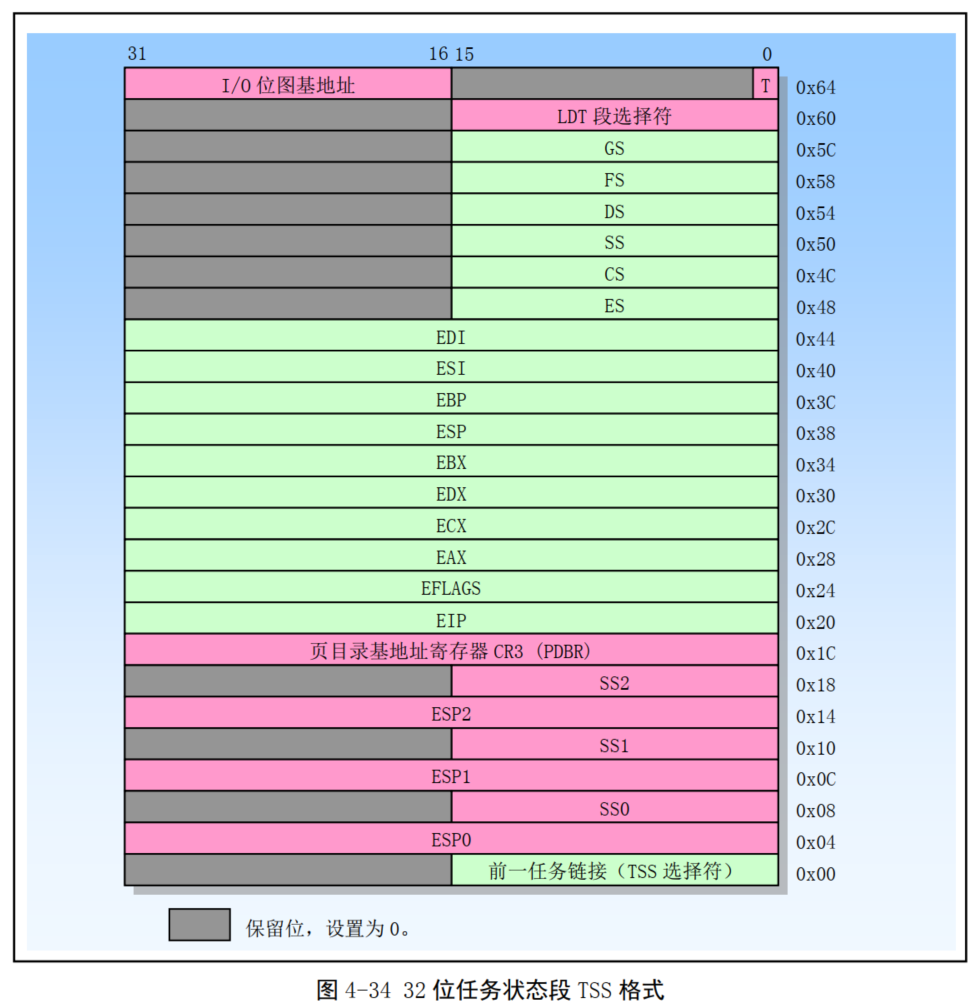 31 16 15 0
I/O 位图基地址 T 0x64
LDT 段选择符 0x60
GS 0x5C
FS 0x58
DS 0x54
SS 0x50
CS 0x4C
ES 0x48
EDI 0x44
ESI 0x40
EBP 0x3C
ESP 0x38
EBX 0x34
EDX 0x30
ECX 0x2C
EAX 0x28
EFLAGS 0x24
EIP 0x20
页目录基地址寄存器 CR3 (PDBR) 0x1C
SS2 0x18
ESP2 0x14
SS1 0x10
ESP1 0x0C
SS0 0x08
ESP0 0x04
前一任务链接（TSS 选择符） 0x00
保留位，设置为 0。
图 4-34 32 位任务状态段 TSS 格式